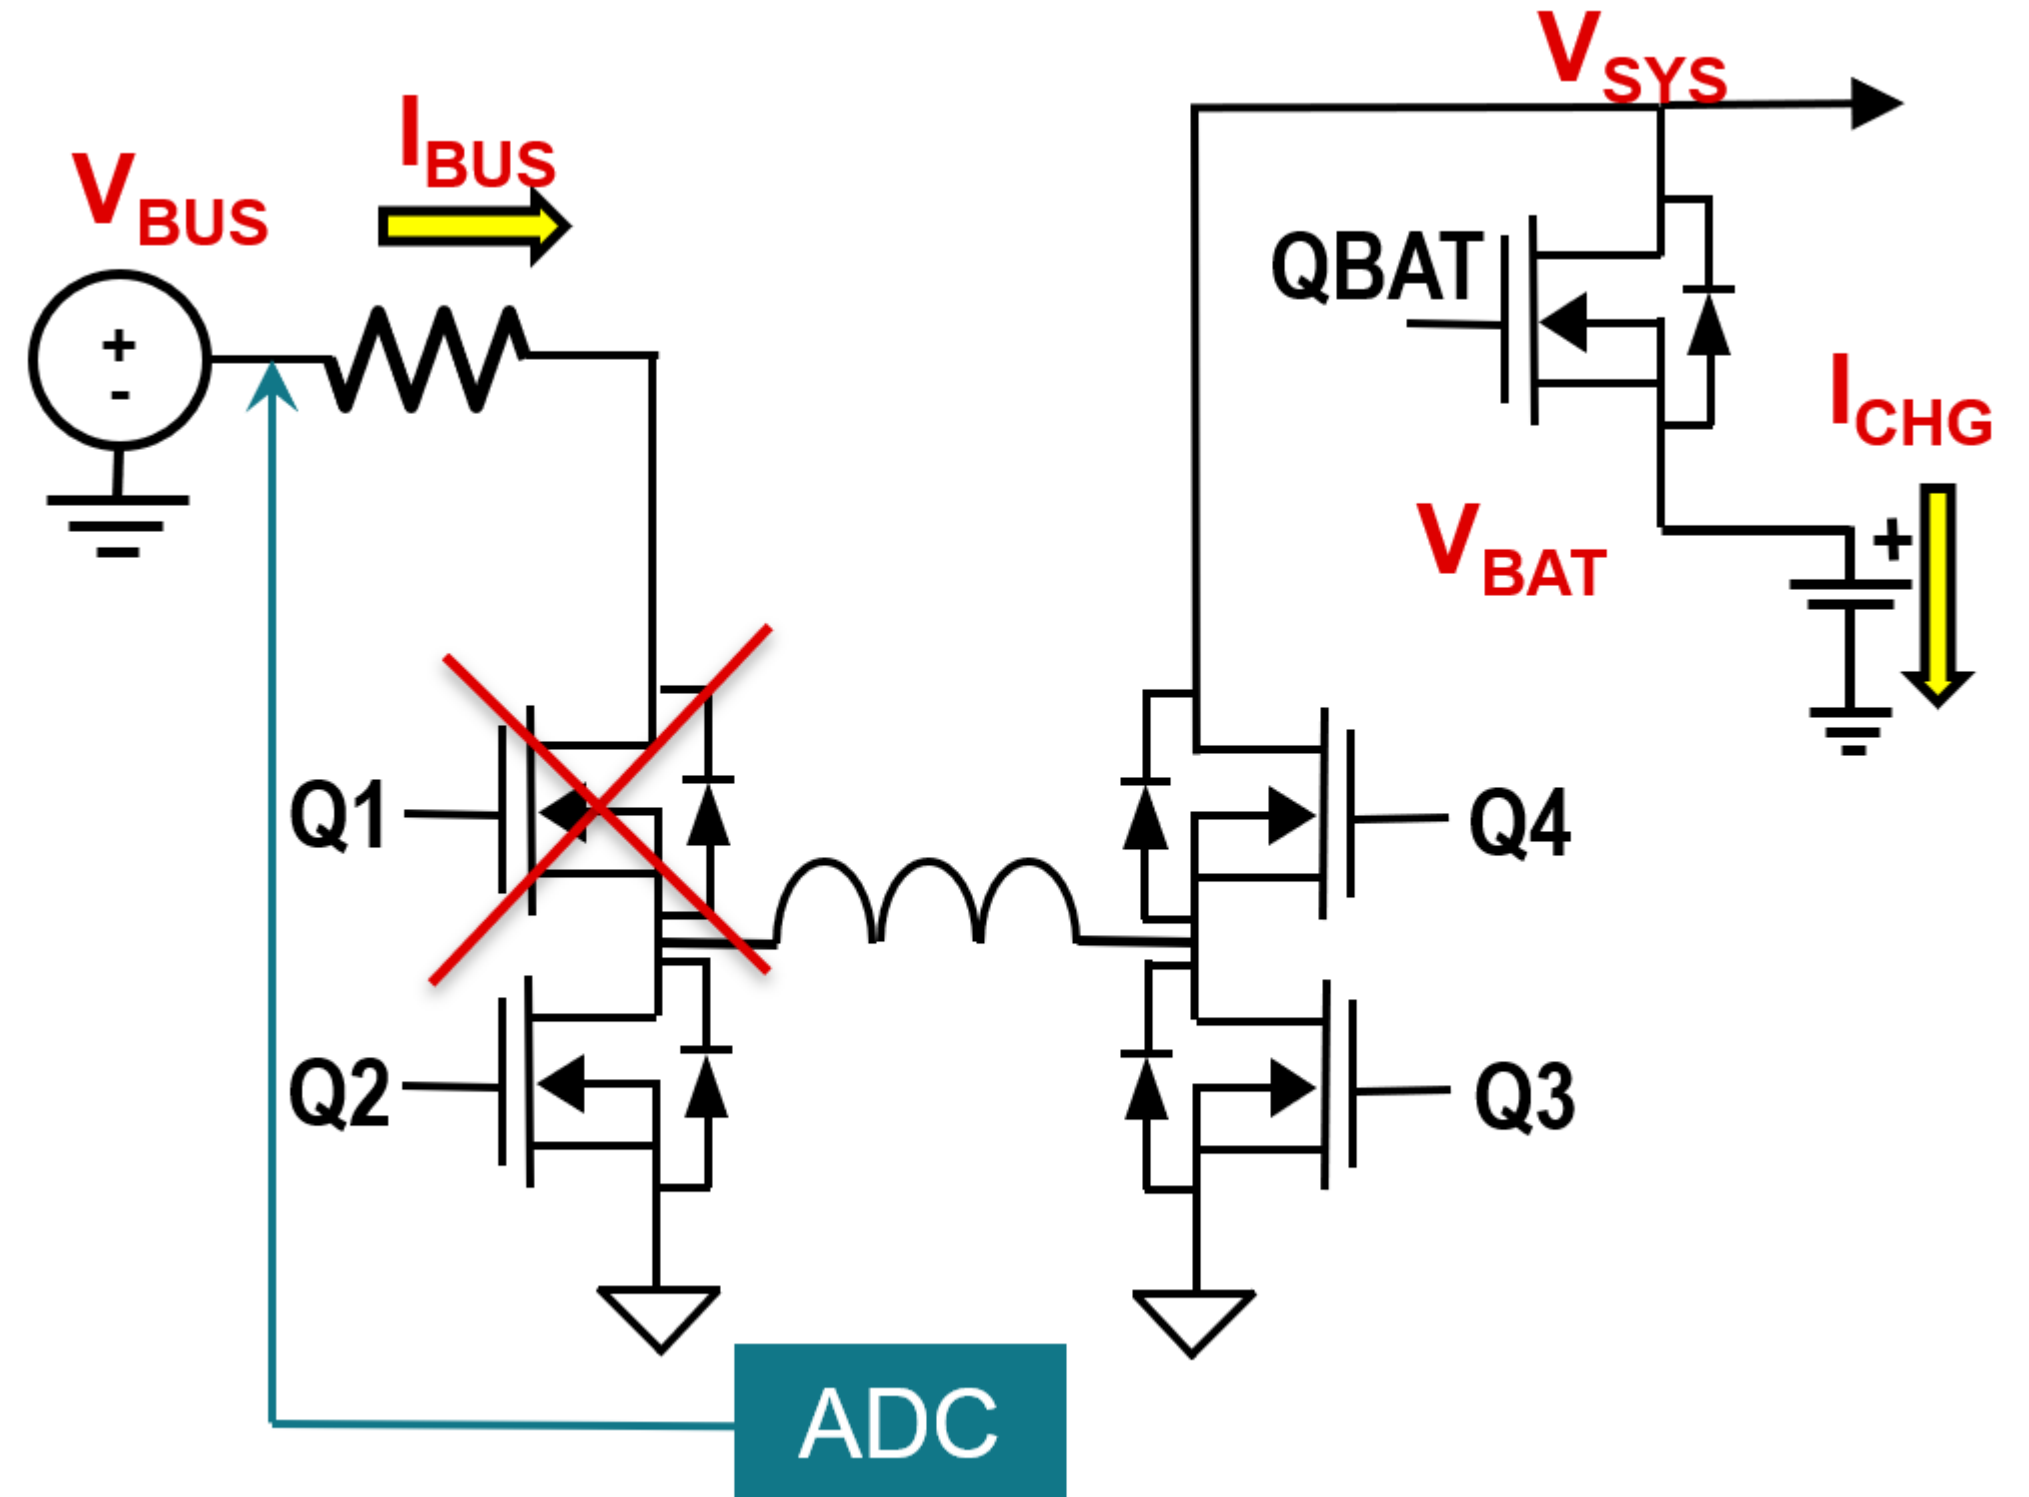 VSYS
IBUS
VBUS
QBAT
+
-
ICHG
VBAT
+
Q1
Q4
Q2
Q3
ADC